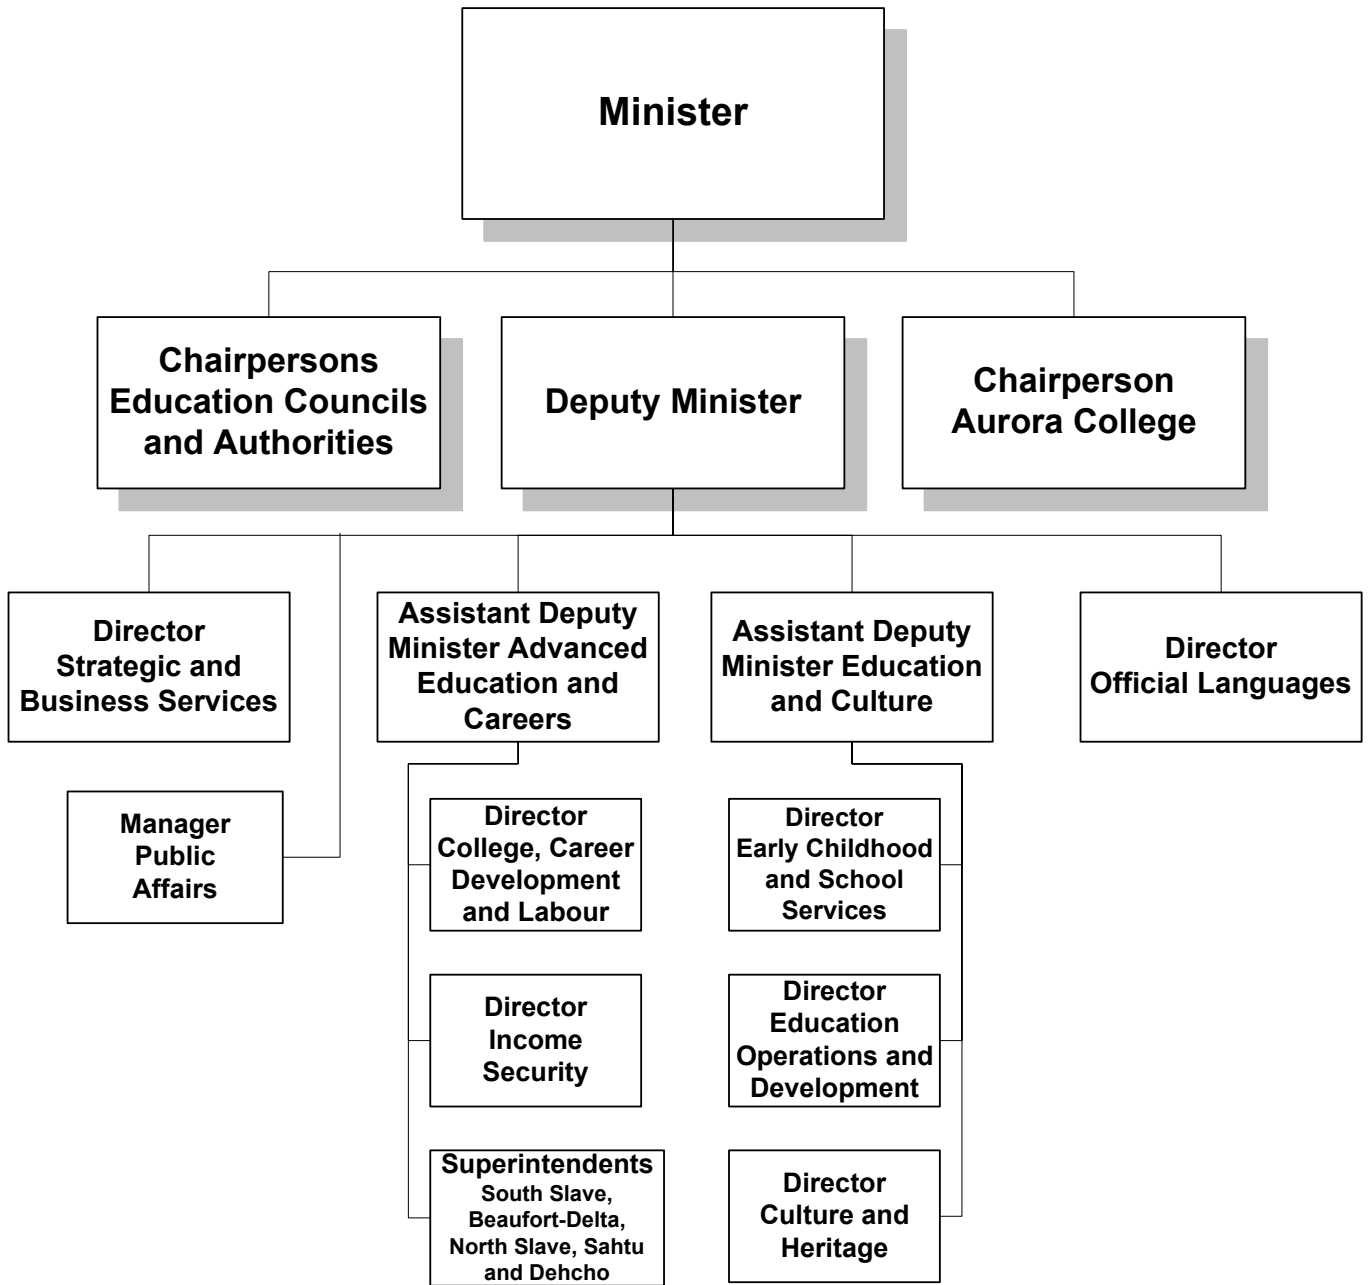 Minister
Chairpersons
Education Councils
and Authorities
Deputy Minister
Chairperson
Aurora College
Director
Strategic and
Business Services
Assistant Deputy
Minister Advanced
Education and
Careers
Assistant Deputy
Minister Education
and Culture
Director
Official Languages
Manager
Public
Affairs
Director
College, Career
Development
and Labour
Director
Early Childhood
and School
Services
Director
Income
Security
Director
Education
Operations and
Development
Superintendents
South Slave,
Beaufort-Delta,
North Slave, Sahtu
and Dehcho
Director
Culture and
Heritage